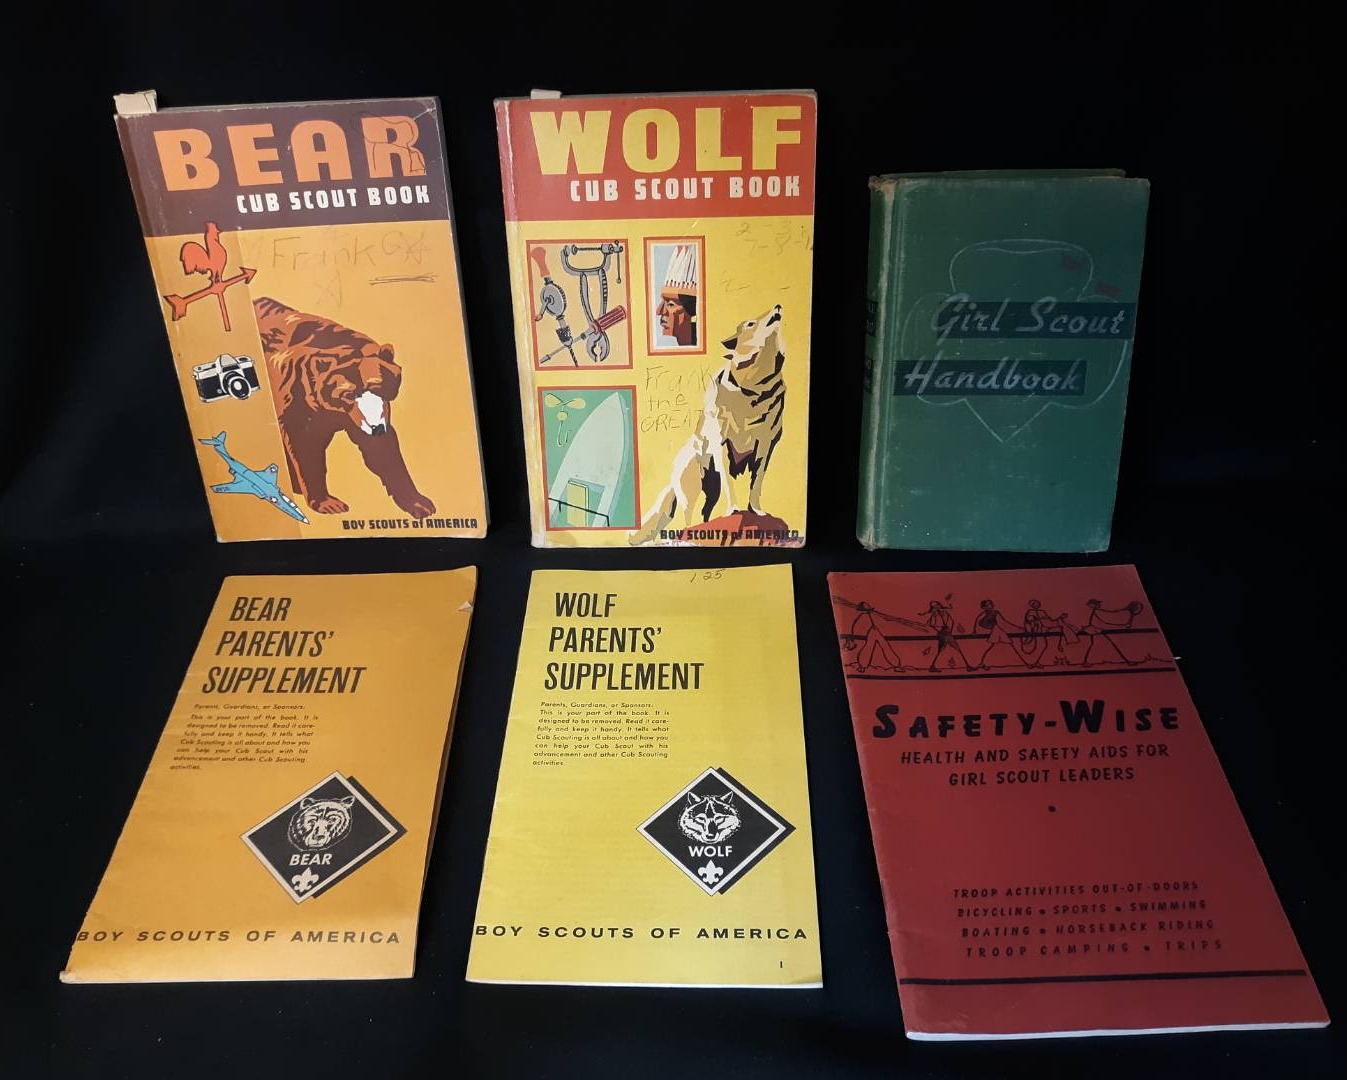 BEAR
CUB SCOUT BOOK
Frank
BOY SCOUTS of AMERICA
WOLF
CUB SCOUT BOOK
Frank
the
GREAT
BOY SCOUTS of AMERICA
Girl Scout
Handbook
BEAR
PARENTS'
SUPPLEMENT
Parents, Guardians, or Sponsors:
This is your part of the book. It is
designed to be removed. Read it care-
fully and keep it handy. It tells what
Cub Scouting is all about and how you
can help your Cub Scout with his
advancement and other Cub Scouting
activities.
BEAR
BOY SCOUTS OF AMERICA
1 25
WOLF
PARENTS'
SUPPLEMENT
Parents, Guardians, or Sponsors:
This is your part of the book. It is
designed to be removed. Read it care-
fully and keep it handy. It tells what
Cub Scouting is all about and how you
can help your Cub Scout with his
advancement and other Cub Scouting
activities.
WOLF
BOY SCOUTS OF AMERICA
1
SAFETY-WISE
HEALTH AND SAFETY AIDS FOR
GIRL SCOUT LEADERS
TROOP ACTIVITIES OUT-OF-DOORS
BICYCLING • SPORTS • SWIMMING
BOATING • HORSEBACK RIDING
TROOP CAMPING • TRIPS